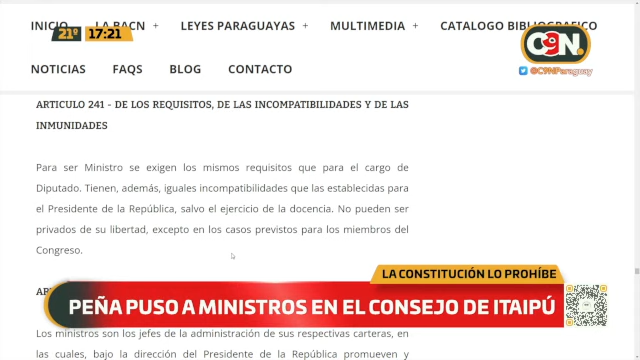 INICIO LA BACN + LEYES PARAGUAYAS + MULTIMEDIA + CATALOGO BIBLIOGRAFICO
21º 17:21
C9N.
@C9NParaguay
NOTICIAS FAQS BLOG CONTACTO
ARTICULO 241 - DE LOS REQUISITOS, DE LAS INCOMPATIBILIDADES Y DE LAS
INMUNIDADES
Para ser Ministro se exigen los mismos requisitos que para el cargo de
Diputado. Tienen, además, iguales incompatibilidades que las establecidas para
el Presidente de la República, salvo el ejercicio de la docencia. No pueden ser
privados de su libertad, excepto en los casos previstos para los miembros del
Congreso.
LA CONSTITUCIÓN LO PROHÍBE
PEÑA PUSO A MINISTROS EN EL CONSEJO DE ITAIPÚ
Los ministros son los jefes de la administración de sus respectivas carteras, en
las cuales, bajo la dirección del Presidente de la República promueven y